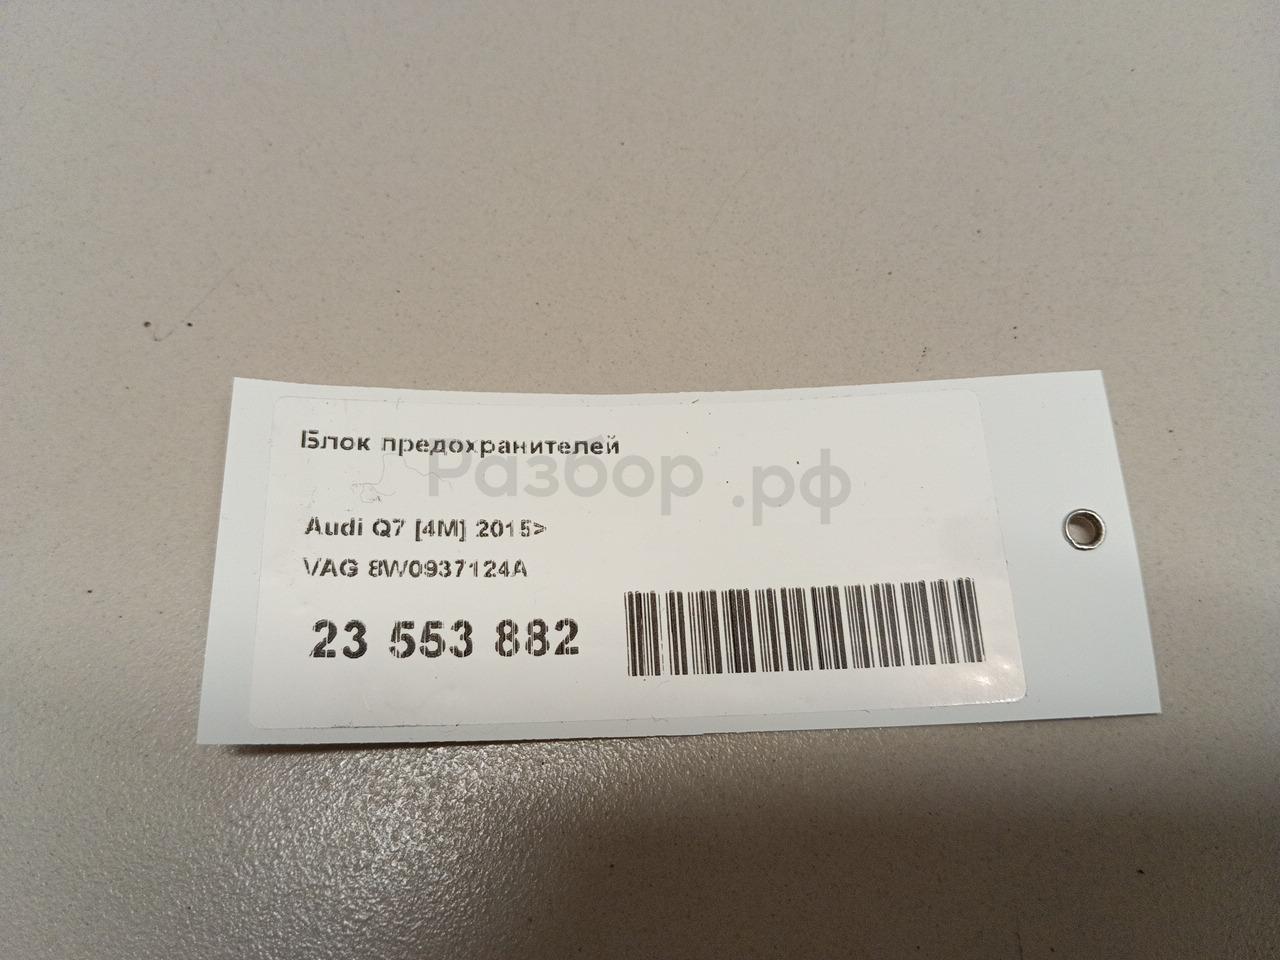 Блок предохранителей
Разбор.рф
Audi Q7 [4M] 2015>
VAG 8W0937124A
23 553 882